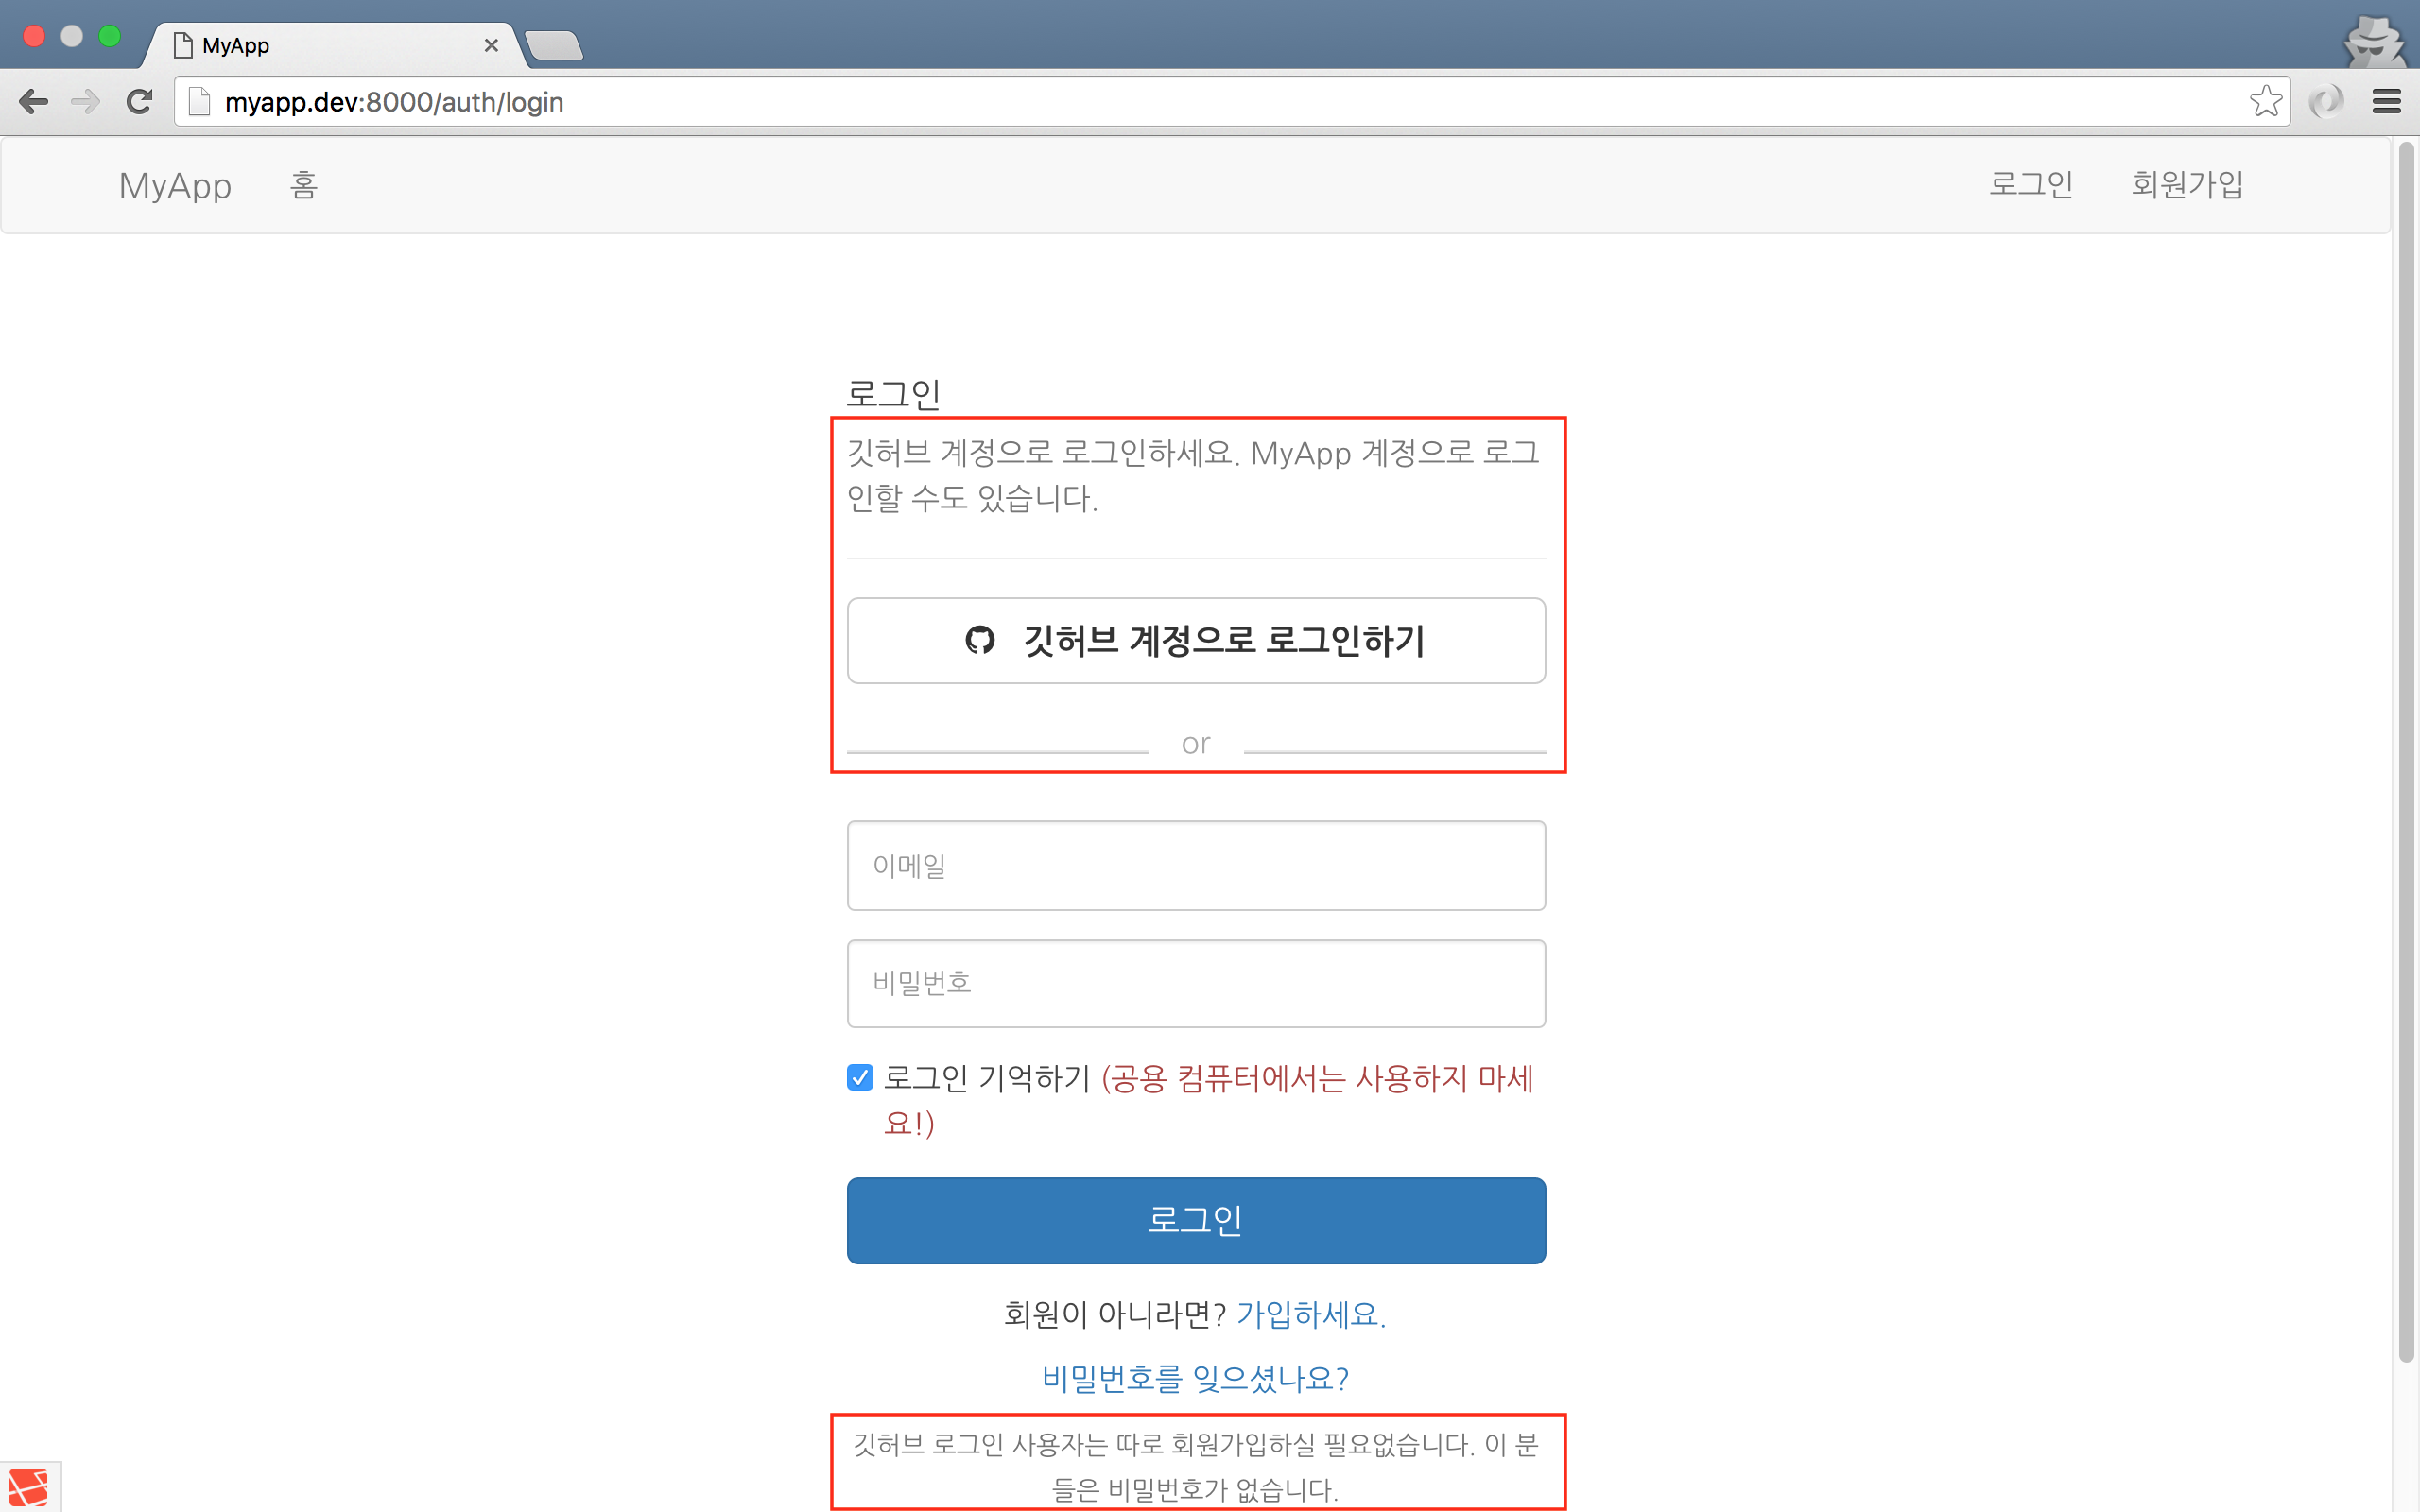 MyApp
myapp.dev:8000/auth/login
MyApp 홈 로그인 회원가입
로그인
깃허브 계정으로 로그인하세요. MyApp 계정으로 로그
인할 수도 있습니다.
깃허브 계정으로 로그인하기
or
이메일
비밀번호
로그인 기억하기 (공용 컴퓨터에서는 사용하지 마세
요!)
로그인
회원이 아니라면? 가입하세요.
비밀번호를 잊으셨나요?
깃허브 로그인 사용자는 따로 회원가입하실 필요없습니다. 이 분
들은 비밀번호가 없습니다.